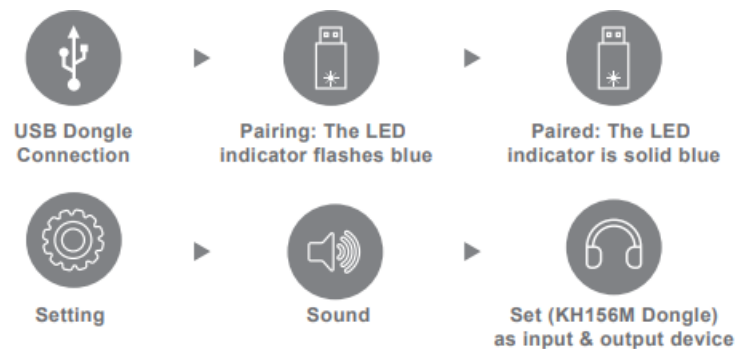 USB Dongle
Connection
Pairing: The LED
indicator flashes blue
Paired: The LED
indicator is solid blue
Setting
Sound
Set (KH156M Dongle)
as input & output device